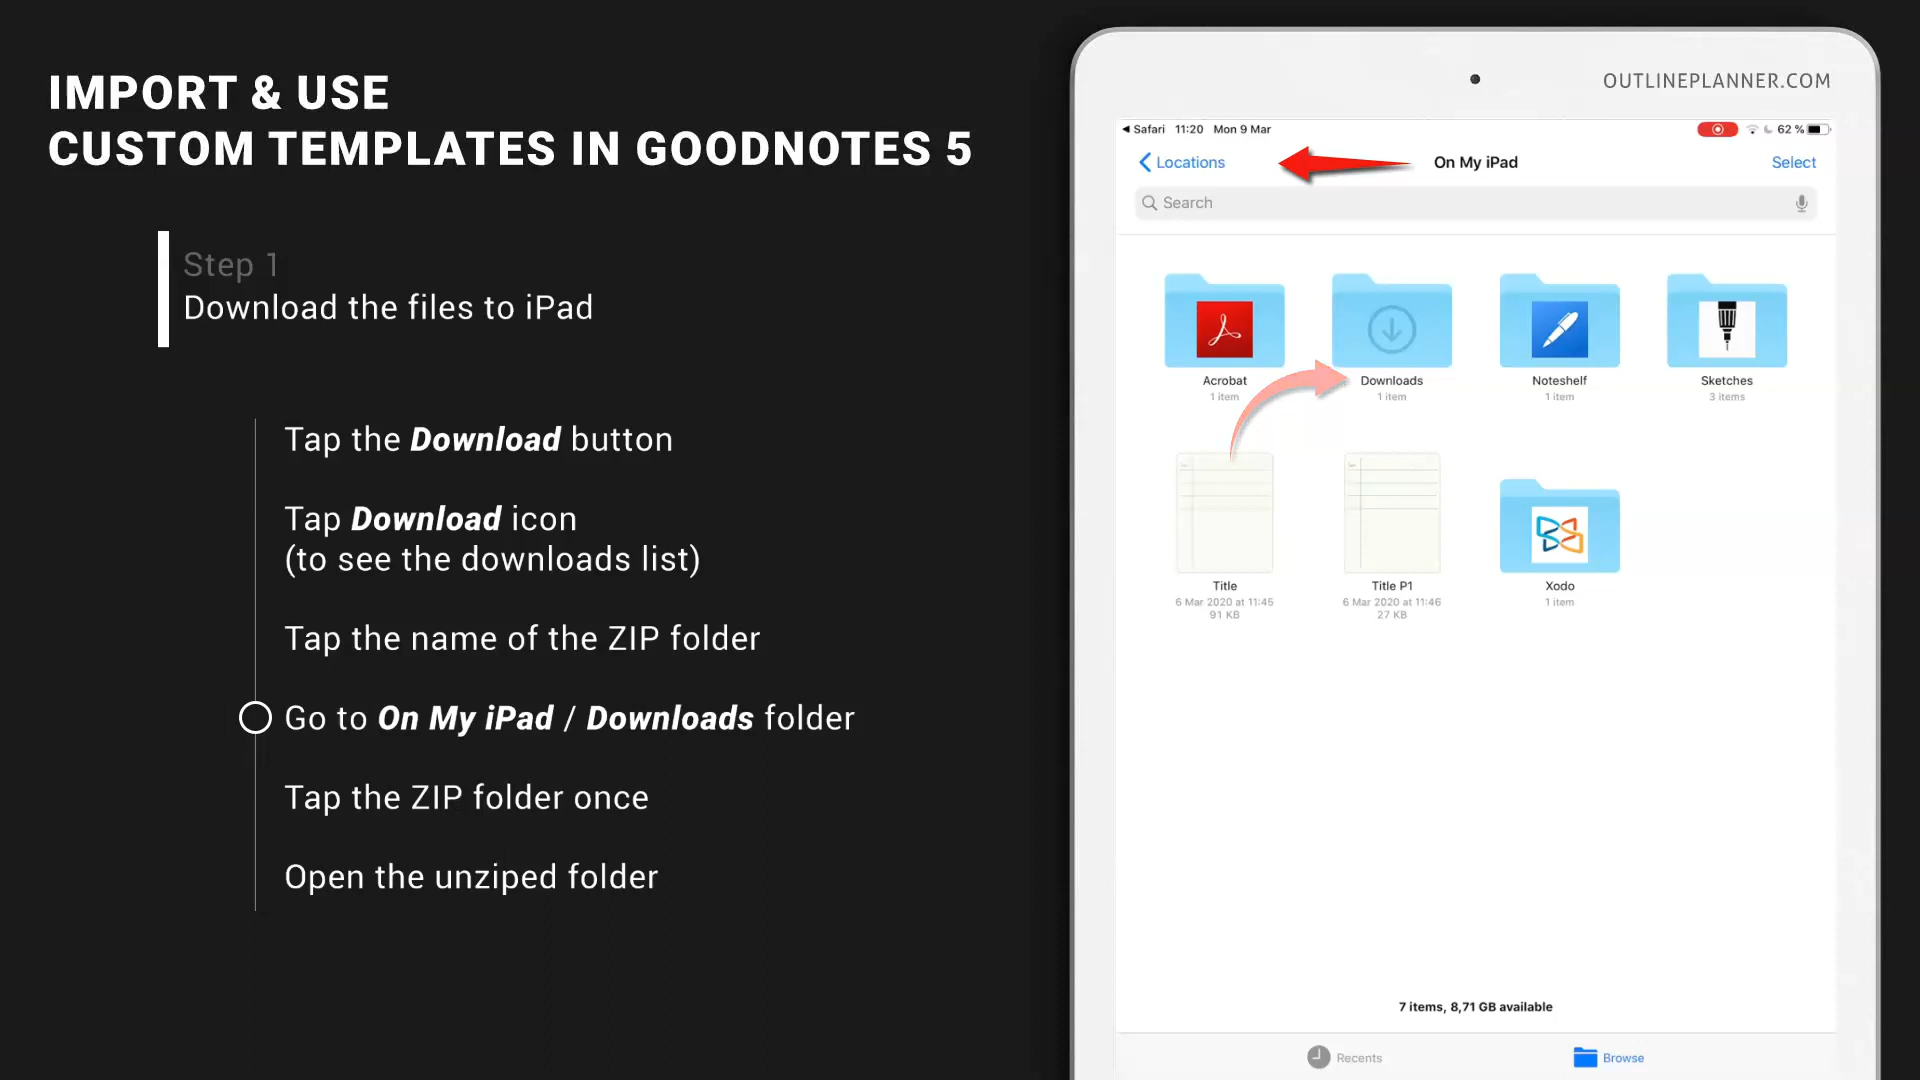 IMPORT & USE
CUSTOM TEMPLATES IN GOODNOTES 5
Step 1
Download the files to iPad
Tap the Download button
Tap Download icon
(to see the downloads list)
Tap the name of the ZIP folder
Go to On My iPad / Downloads folder
Tap the ZIP folder once
Open the unziped folder
OUTLINEPLANNER.COM
Safari 11:20 Mon 9 Mar 62 %
Locations On My iPad Select
Search
Acrobat Downloads Noteshelf Sketches
1 item 1 item 1 item 3 items
Title Title P1 Xodo
6 Mar 2020 at 11:45 6 Mar 2020 at 11:46 1 item
91 KB 27 KB
7 items, 8,71 GB available
Recents Browse